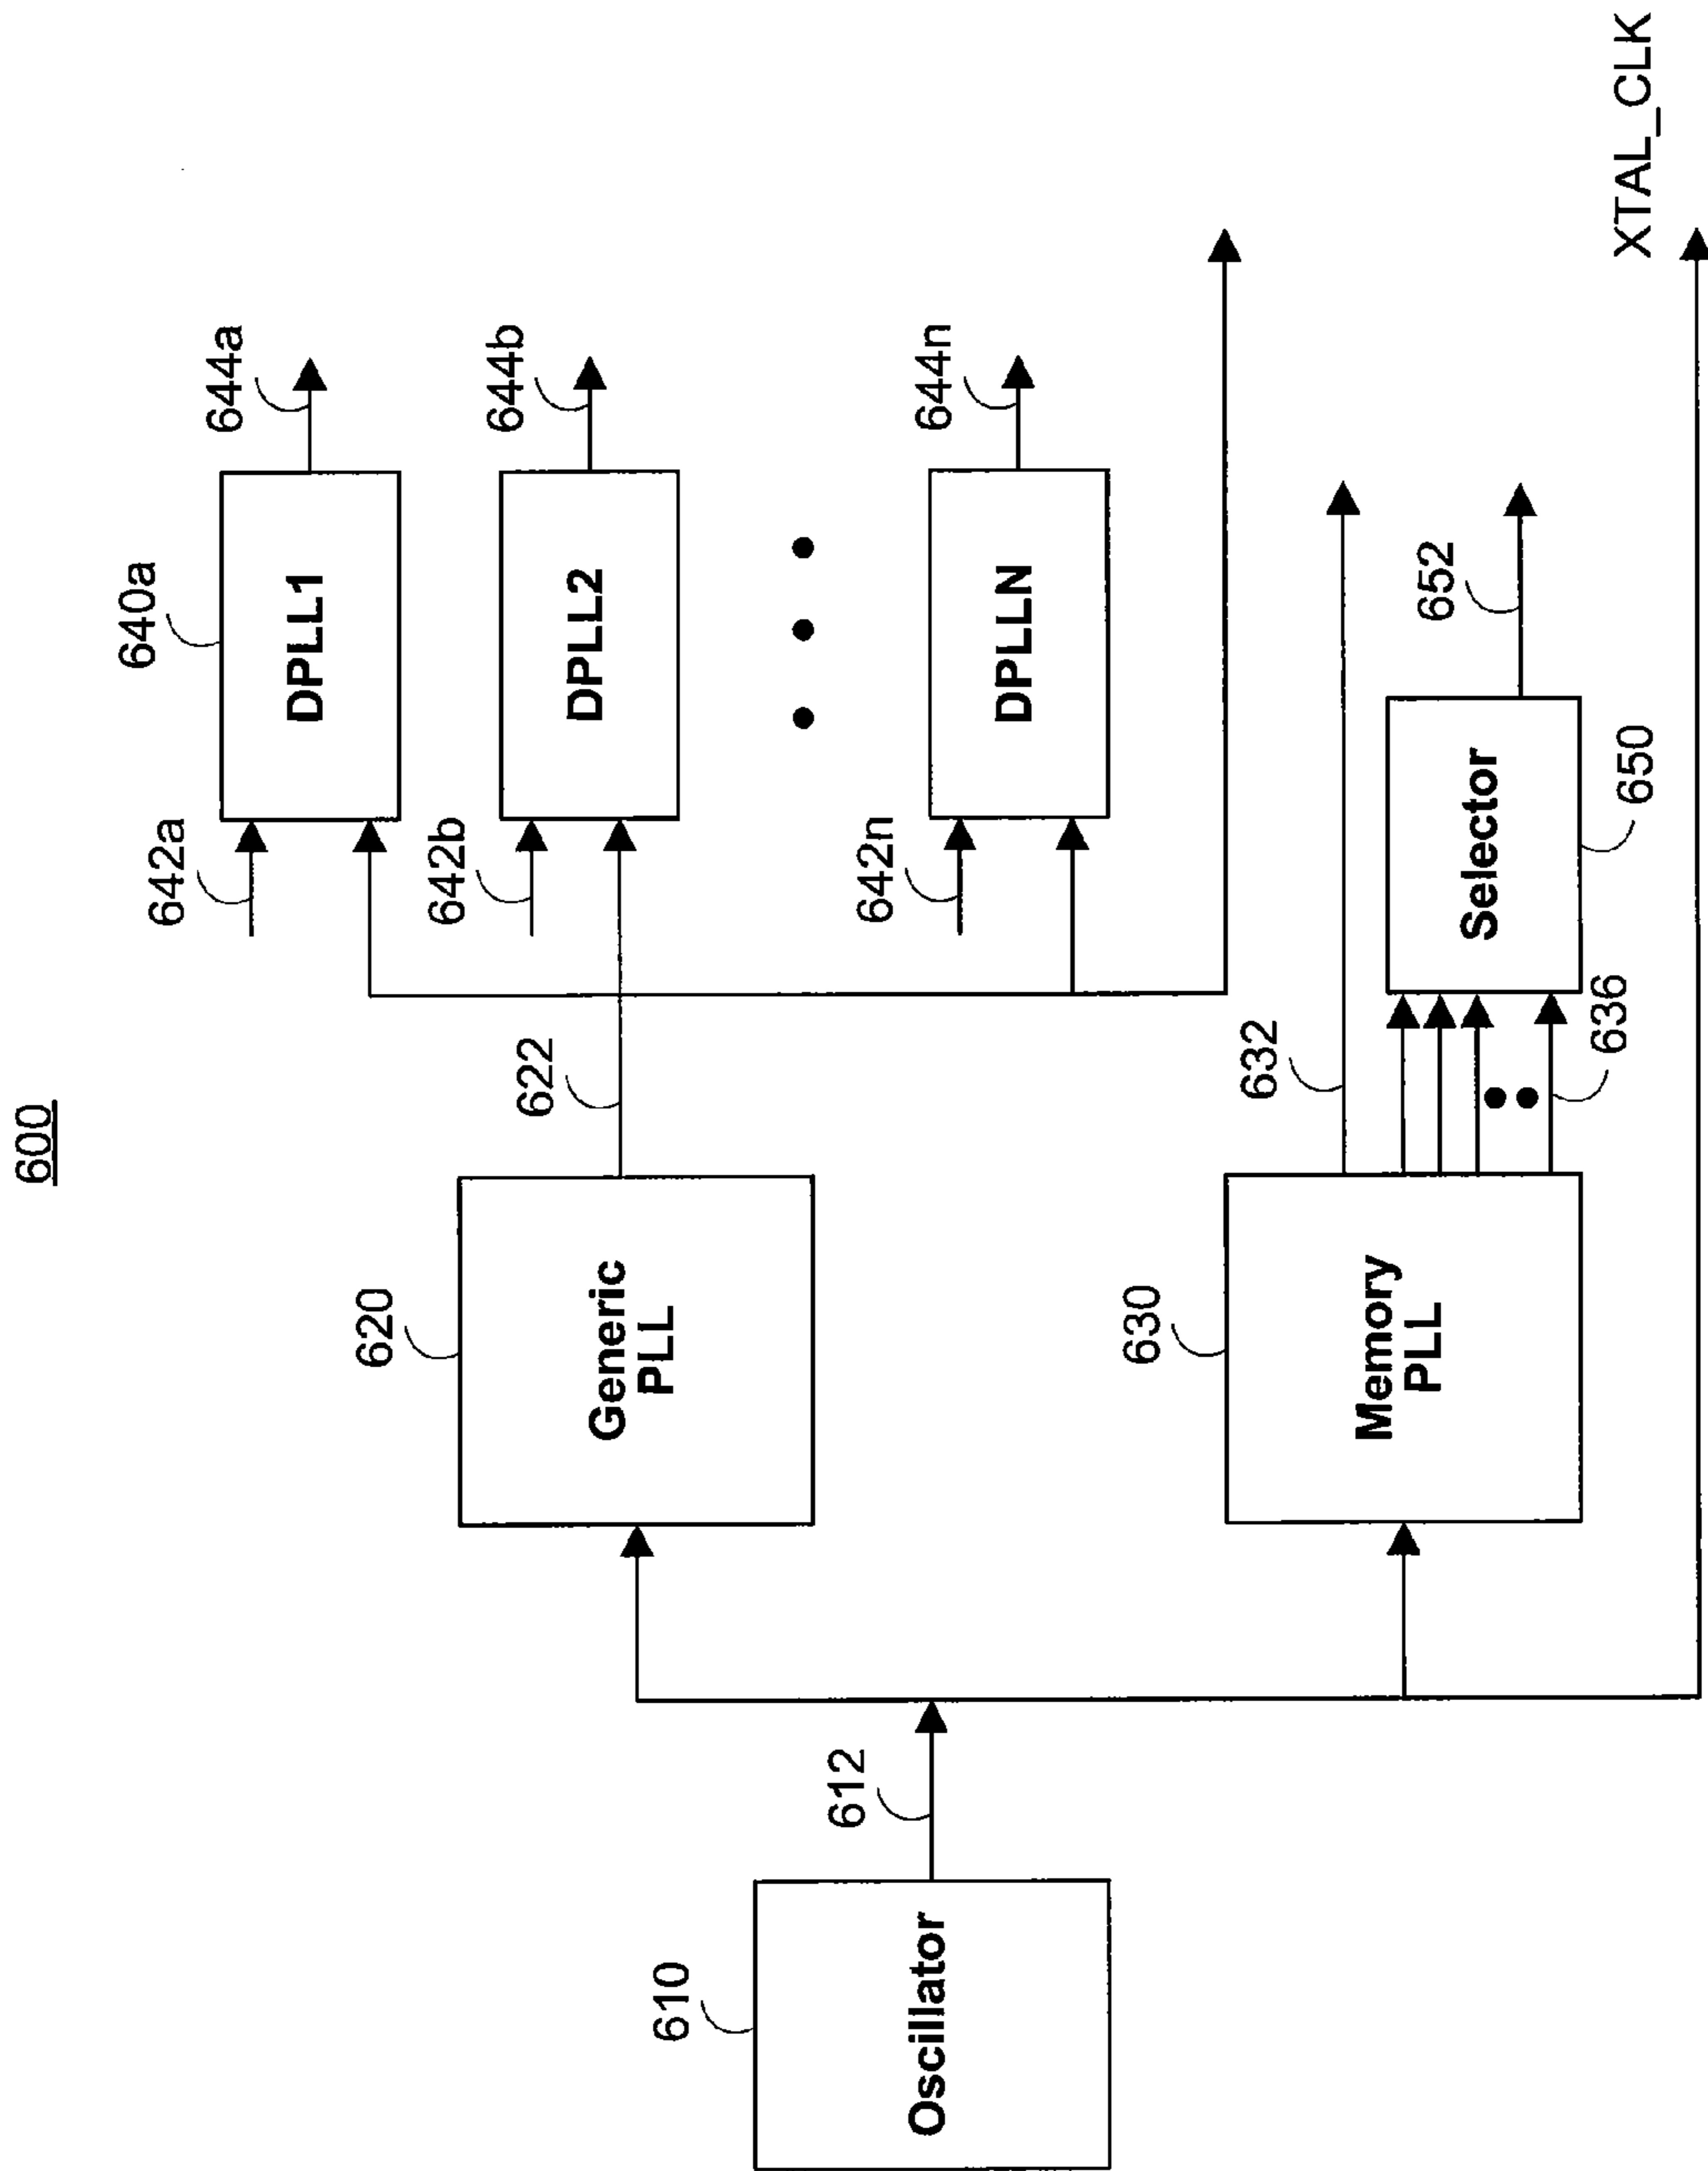 600
640a
644a
642a
DPLL1
644b
642b
DPLL2
622
620
Generic
PLL
644n
642n
DPLLN
612
610
Oscillator
632
630
Memory
PLL
636
652
Selector
650
XTAL_CLK